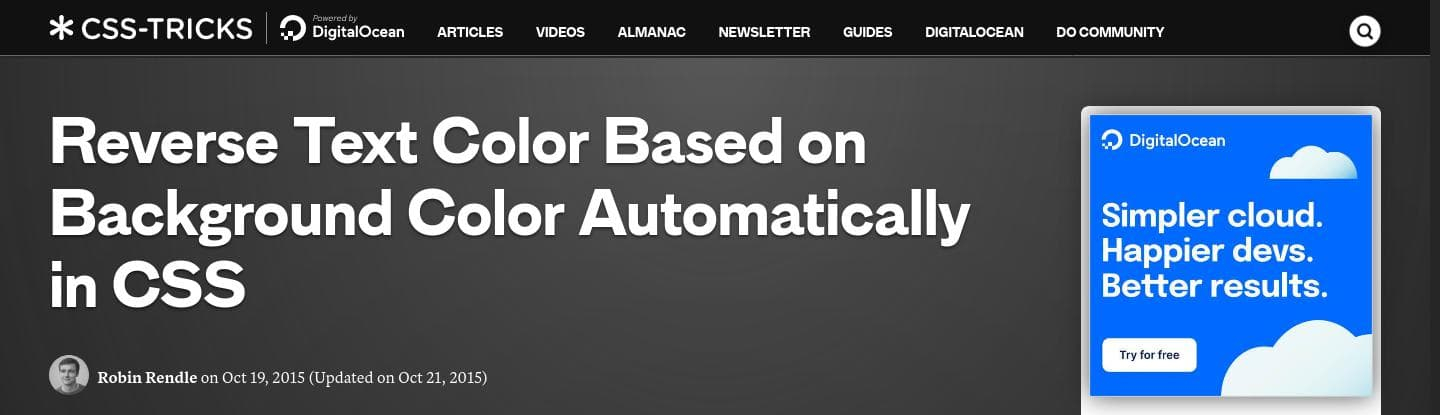 CSS-TRICKS
Powered by
DigitalOcean
ARTICLES VIDEOS ALMANAC NEWSLETTER GUIDES DIGITALOCEAN DO COMMUNITY
Reverse Text Color Based on
Background Color Automatically
in CSS
Robin Rendle on Oct 19, 2015 (Updated on Oct 21, 2015)
DigitalOcean
Simpler cloud.
Happier devs.
Better results.
Try for free